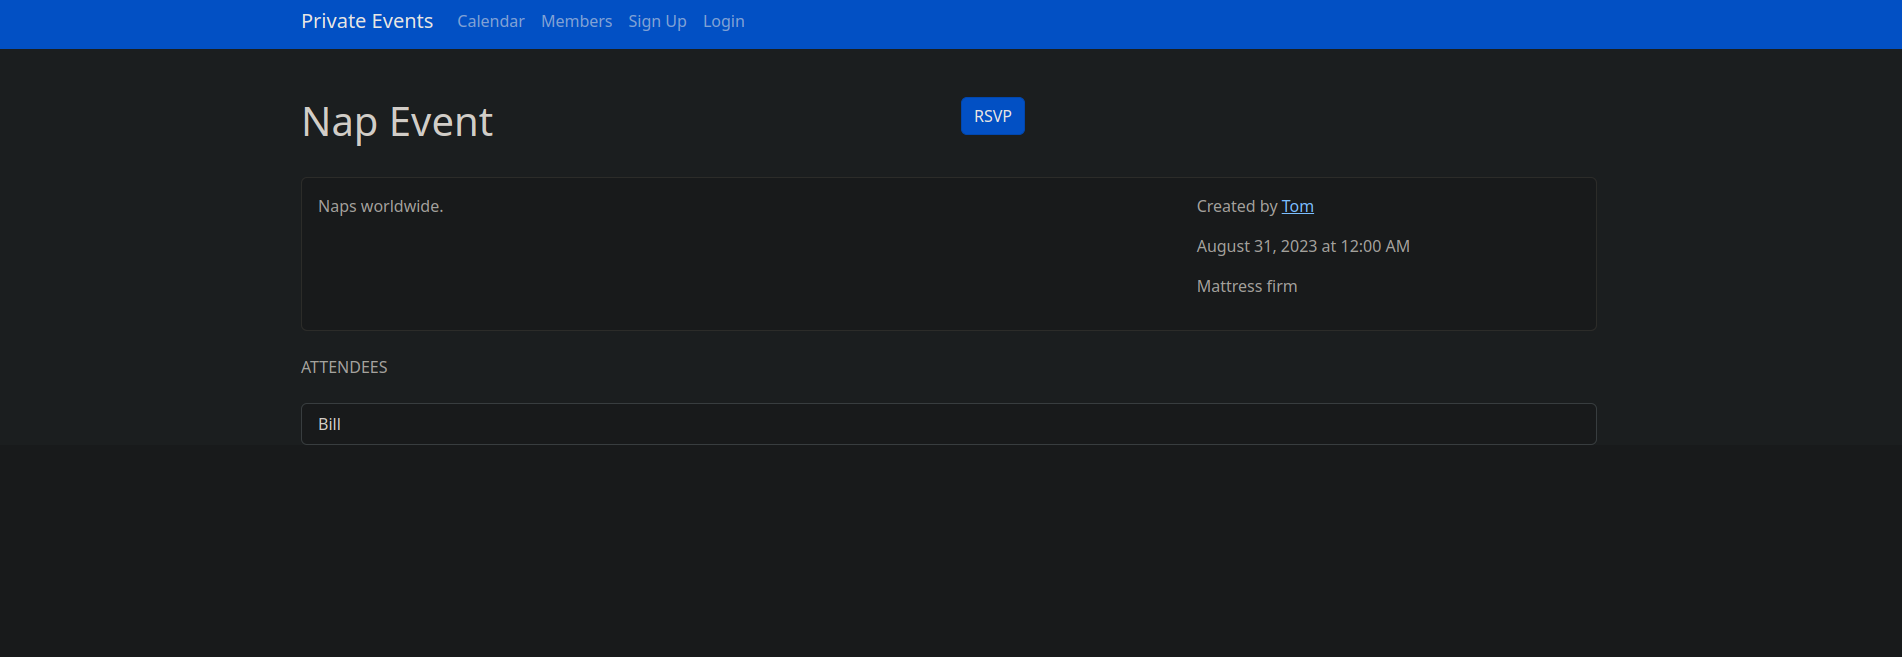 Private Events Calendar Members Sign Up Login
Nap Event RSVP
Naps worldwide.
Created by Tom
August 31, 2023 at 12:00 AM
Mattress firm
ATTENDEES
Bill